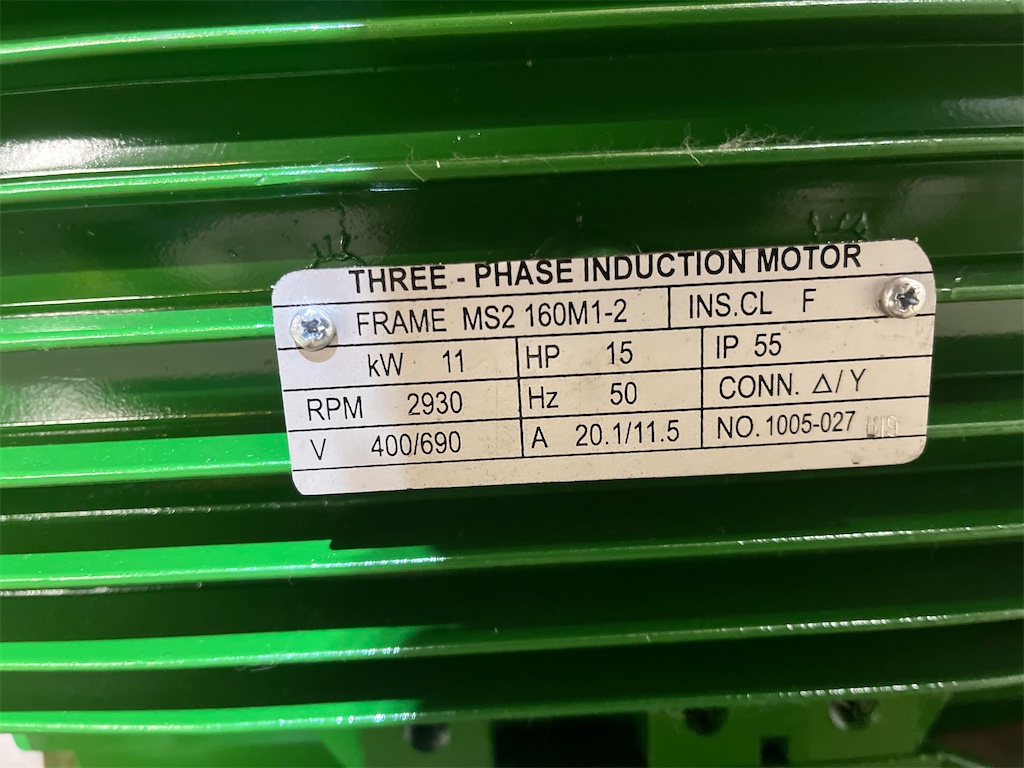 THREE - PHASE INDUCTION MOTOR
FRAME MS2 160M1-2 INS.CL F
kW 11 HP 15 IP 55
RPM 2930 Hz 50 CONN. △/Y
V 400/690 A 20.1/11.5 NO. 1005-027